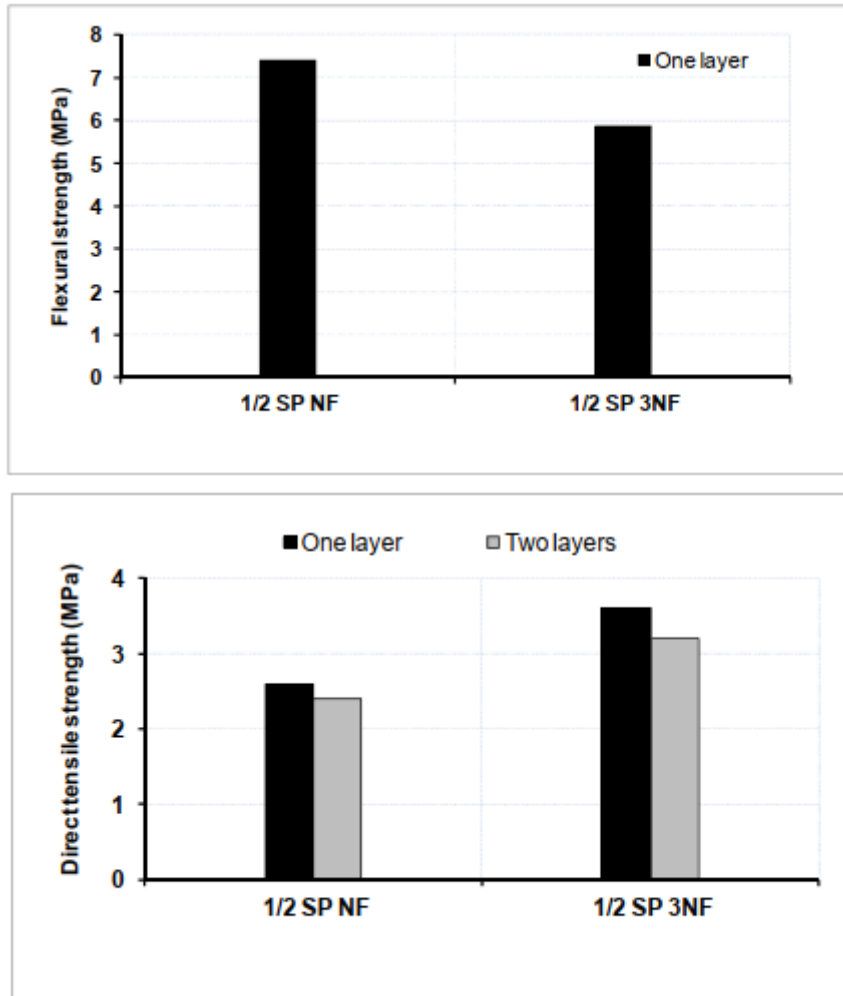 8
One layer
7
6
5
4
3
2
1
0
Flexural strength (MPa)
1/2 SP NF
1/2 SP 3NF
One layer
Two layers
4
3
2
1
0
Direct tensile strength (MPa)
1/2 SP NF
1/2 SP 3NF